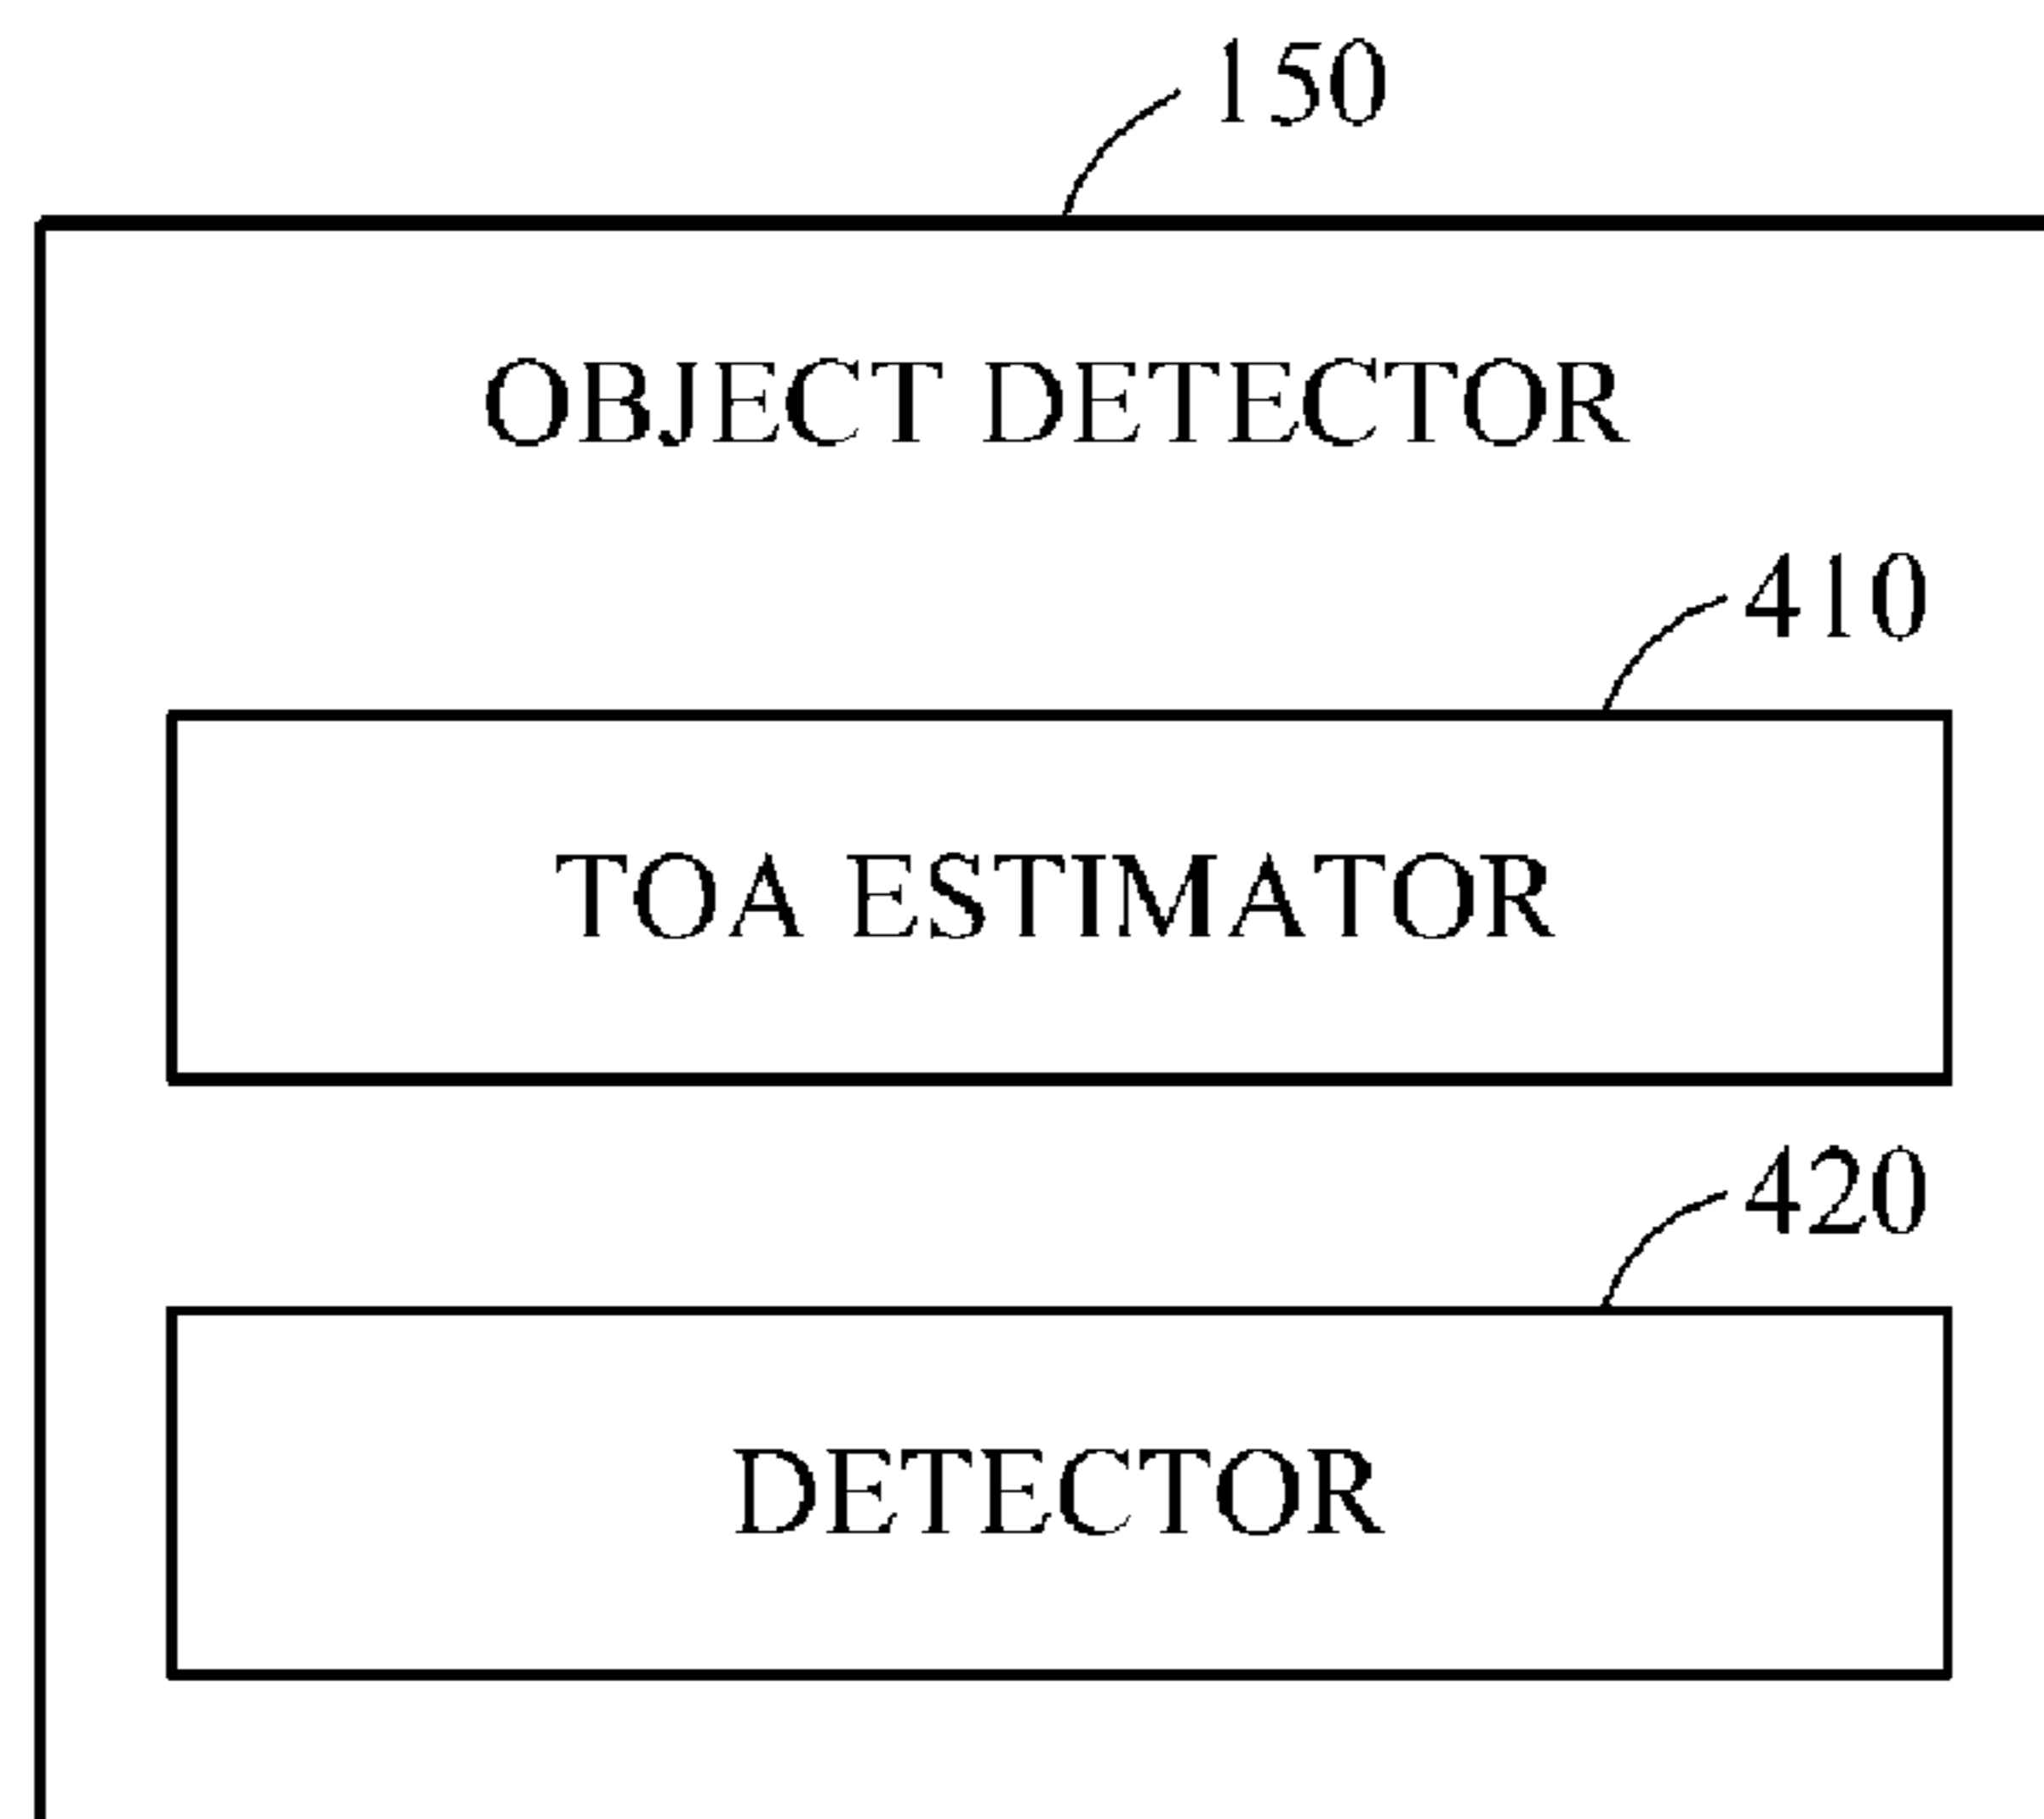 150
OBJECT DETECTOR
410
TOA ESTIMATOR
420
DETECTOR